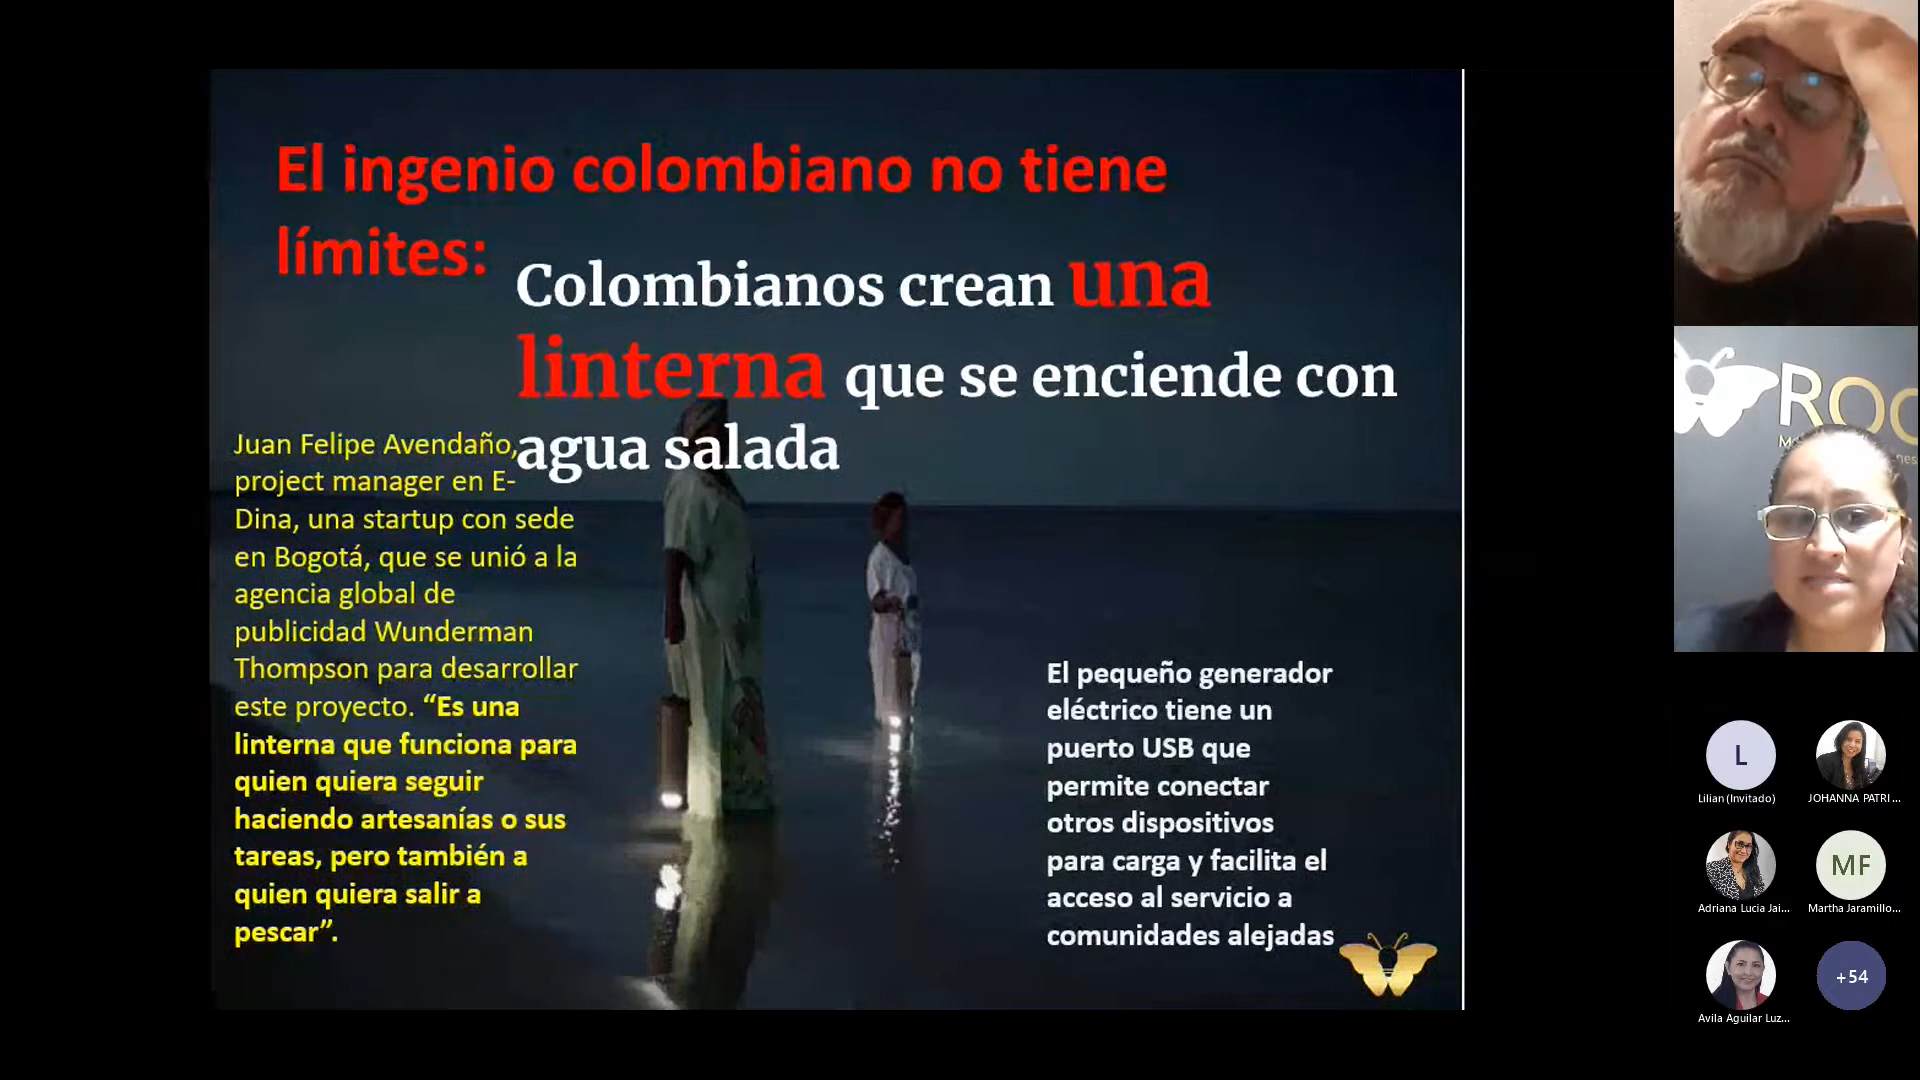 El ingenio colombiano no tiene
límites:
Colombianos crean una
linterna que se enciende con
agua salada
Juan Felipe Avendaño,
project manager en E-
Dina, una startup con sede
en Bogotá, que se unió a la
agencia global de
publicidad Wunderman
Thompson para desarrollar
este proyecto. “Es una
linterna que funciona para
quien quiera seguir
haciendo artesanías o sus
tareas, pero también a
quien quiera salir a
pescar”.
El pequeño generador
eléctrico tiene un
puerto USB que
permite conectar
otros dispositivos
para carga y facilita el
acceso al servicio a
comunidades alejadas
ROC
L
Lilian (Invitado)
JOHANNA PATRI...
Adriana Lucia Jai...
MF
Martha Jaramillo...
Avila Aguilar Luz...
+54